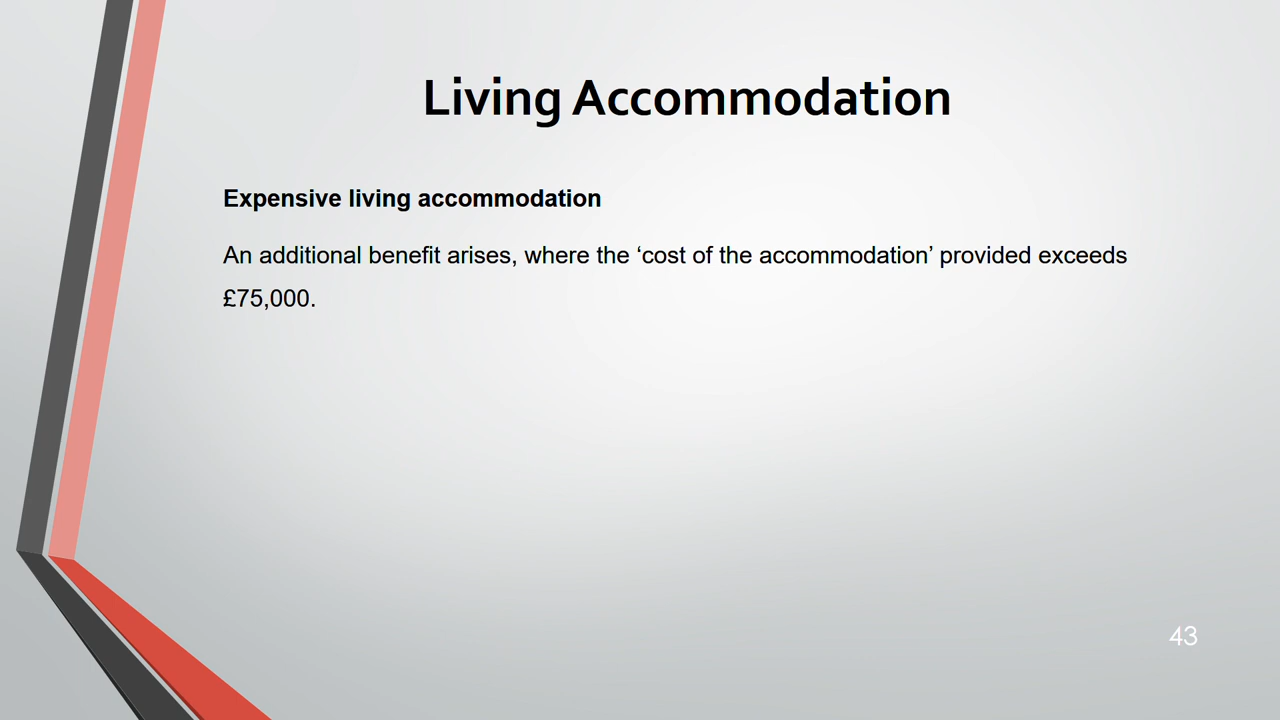 Living Accommodation
Expensive living accommodation
An additional benefit arises, where the ‘cost of the accommodation’ provided exceeds
£75,000.
43